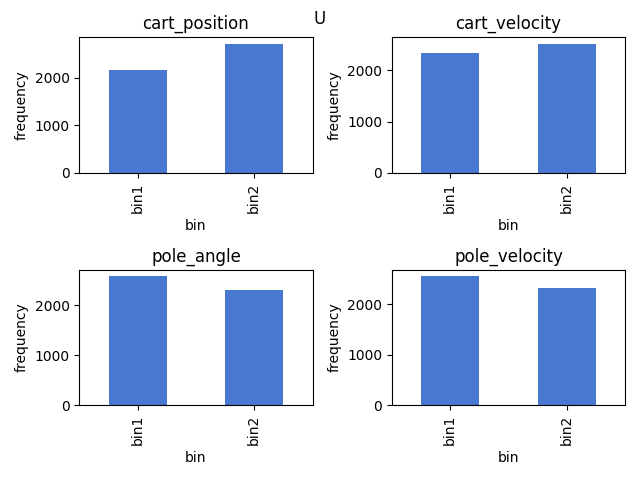 U
cart_position
frequency
2000
1000
0
bin1
bin2
bin
cart_velocity
frequency
2000
1000
0
bin1
bin2
bin
pole_angle
frequency
2000
1000
0
bin1
bin2
bin
pole_velocity
frequency
2000
1000
0
bin1
bin2
bin